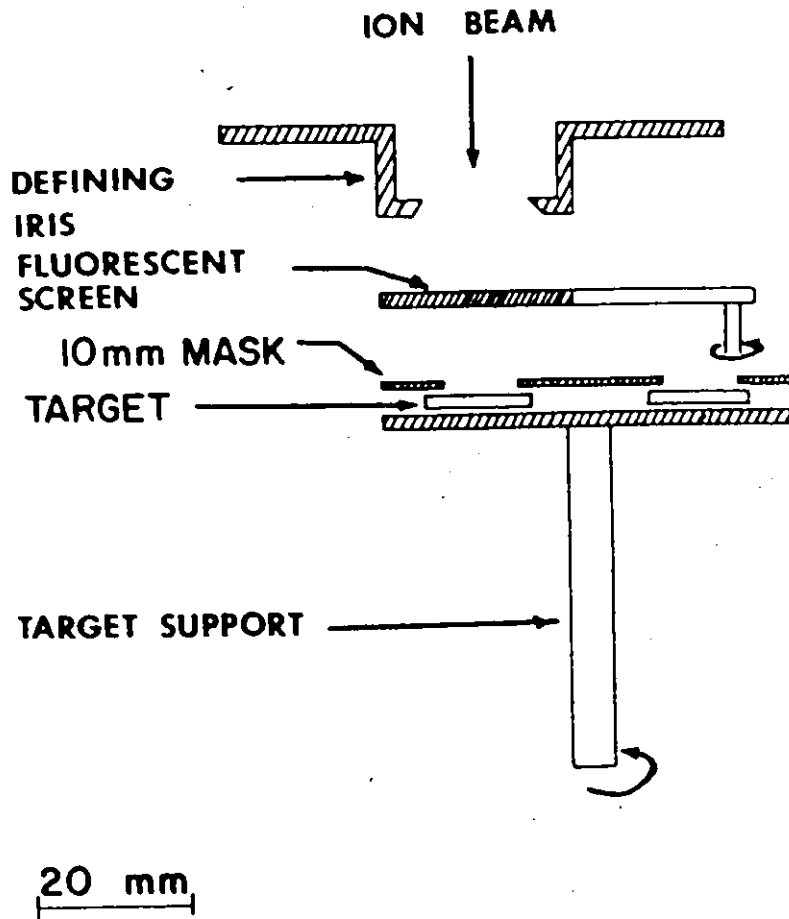 ION BEAM
DEFINING
IRIS
FLUORESCENT
SCREEN
10mm MASK
TARGET
TARGET SUPPORT
20 mm